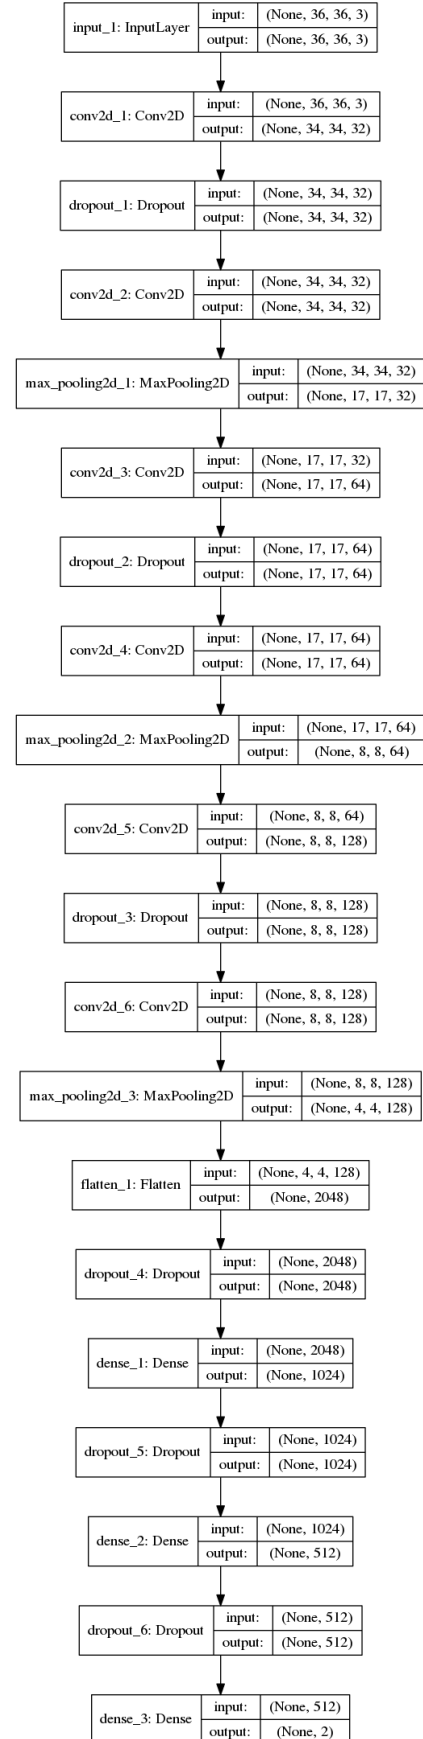 input_1: InputLayer
input: (None, 36, 36, 3)
output: (None, 36, 36, 3)
conv2d_1: Conv2D
input: (None, 36, 36, 3)
output: (None, 34, 34, 32)
dropout_1: Dropout
input: (None, 34, 34, 32)
output: (None, 34, 34, 32)
conv2d_2: Conv2D
input: (None, 34, 34, 32)
output: (None, 34, 34, 32)
max_pooling2d_1: MaxPooling2D
input: (None, 34, 34, 32)
output: (None, 17, 17, 32)
conv2d_3: Conv2D
input: (None, 17, 17, 32)
output: (None, 17, 17, 64)
dropout_2: Dropout
input: (None, 17, 17, 64)
output: (None, 17, 17, 64)
conv2d_4: Conv2D
input: (None, 17, 17, 64)
output: (None, 17, 17, 64)
max_pooling2d_2: MaxPooling2D
input: (None, 17, 17, 64)
output: (None, 8, 8, 64)
conv2d_5: Conv2D
input: (None, 8, 8, 64)
output: (None, 8, 8, 128)
dropout_3: Dropout
input: (None, 8, 8, 128)
output: (None, 8, 8, 128)
conv2d_6: Conv2D
input: (None, 8, 8, 128)
output: (None, 8, 8, 128)
max_pooling2d_3: MaxPooling2D
input: (None, 8, 8, 128)
output: (None, 4, 4, 128)
flatten_1: Flatten
input: (None, 4, 4, 128)
output: (None, 2048)
dropout_4: Dropout
input: (None, 2048)
output: (None, 2048)
dense_1: Dense
input: (None, 2048)
output: (None, 1024)
dropout_5: Dropout
input: (None, 1024)
output: (None, 1024)
dense_2: Dense
input: (None, 1024)
output: (None, 512)
dropout_6: Dropout
input: (None, 512)
output: (None, 512)
dense_3: Dense
input: (None, 512)
output: (None, 2)